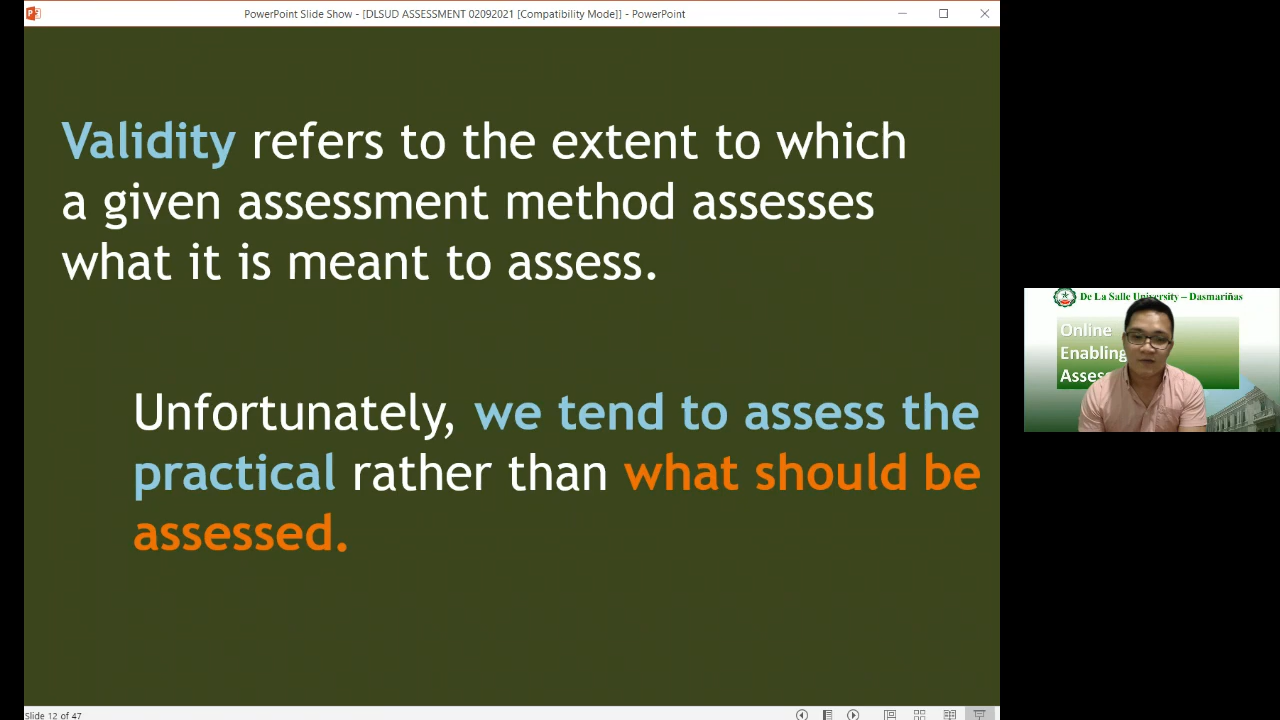 PowerPoint Slide Show - [DLSUD ASSESSMENT 02092021 [Compatibility Mode]] - PowerPoint
Validity refers to the extent to which
a given assessment method assesses
what it is meant to assess.
Unfortunately, we tend to assess the
practical rather than what should be
assessed.
De La Salle University – Dasmariñas
Online
Enabling
Asses
Slide 12 of 47